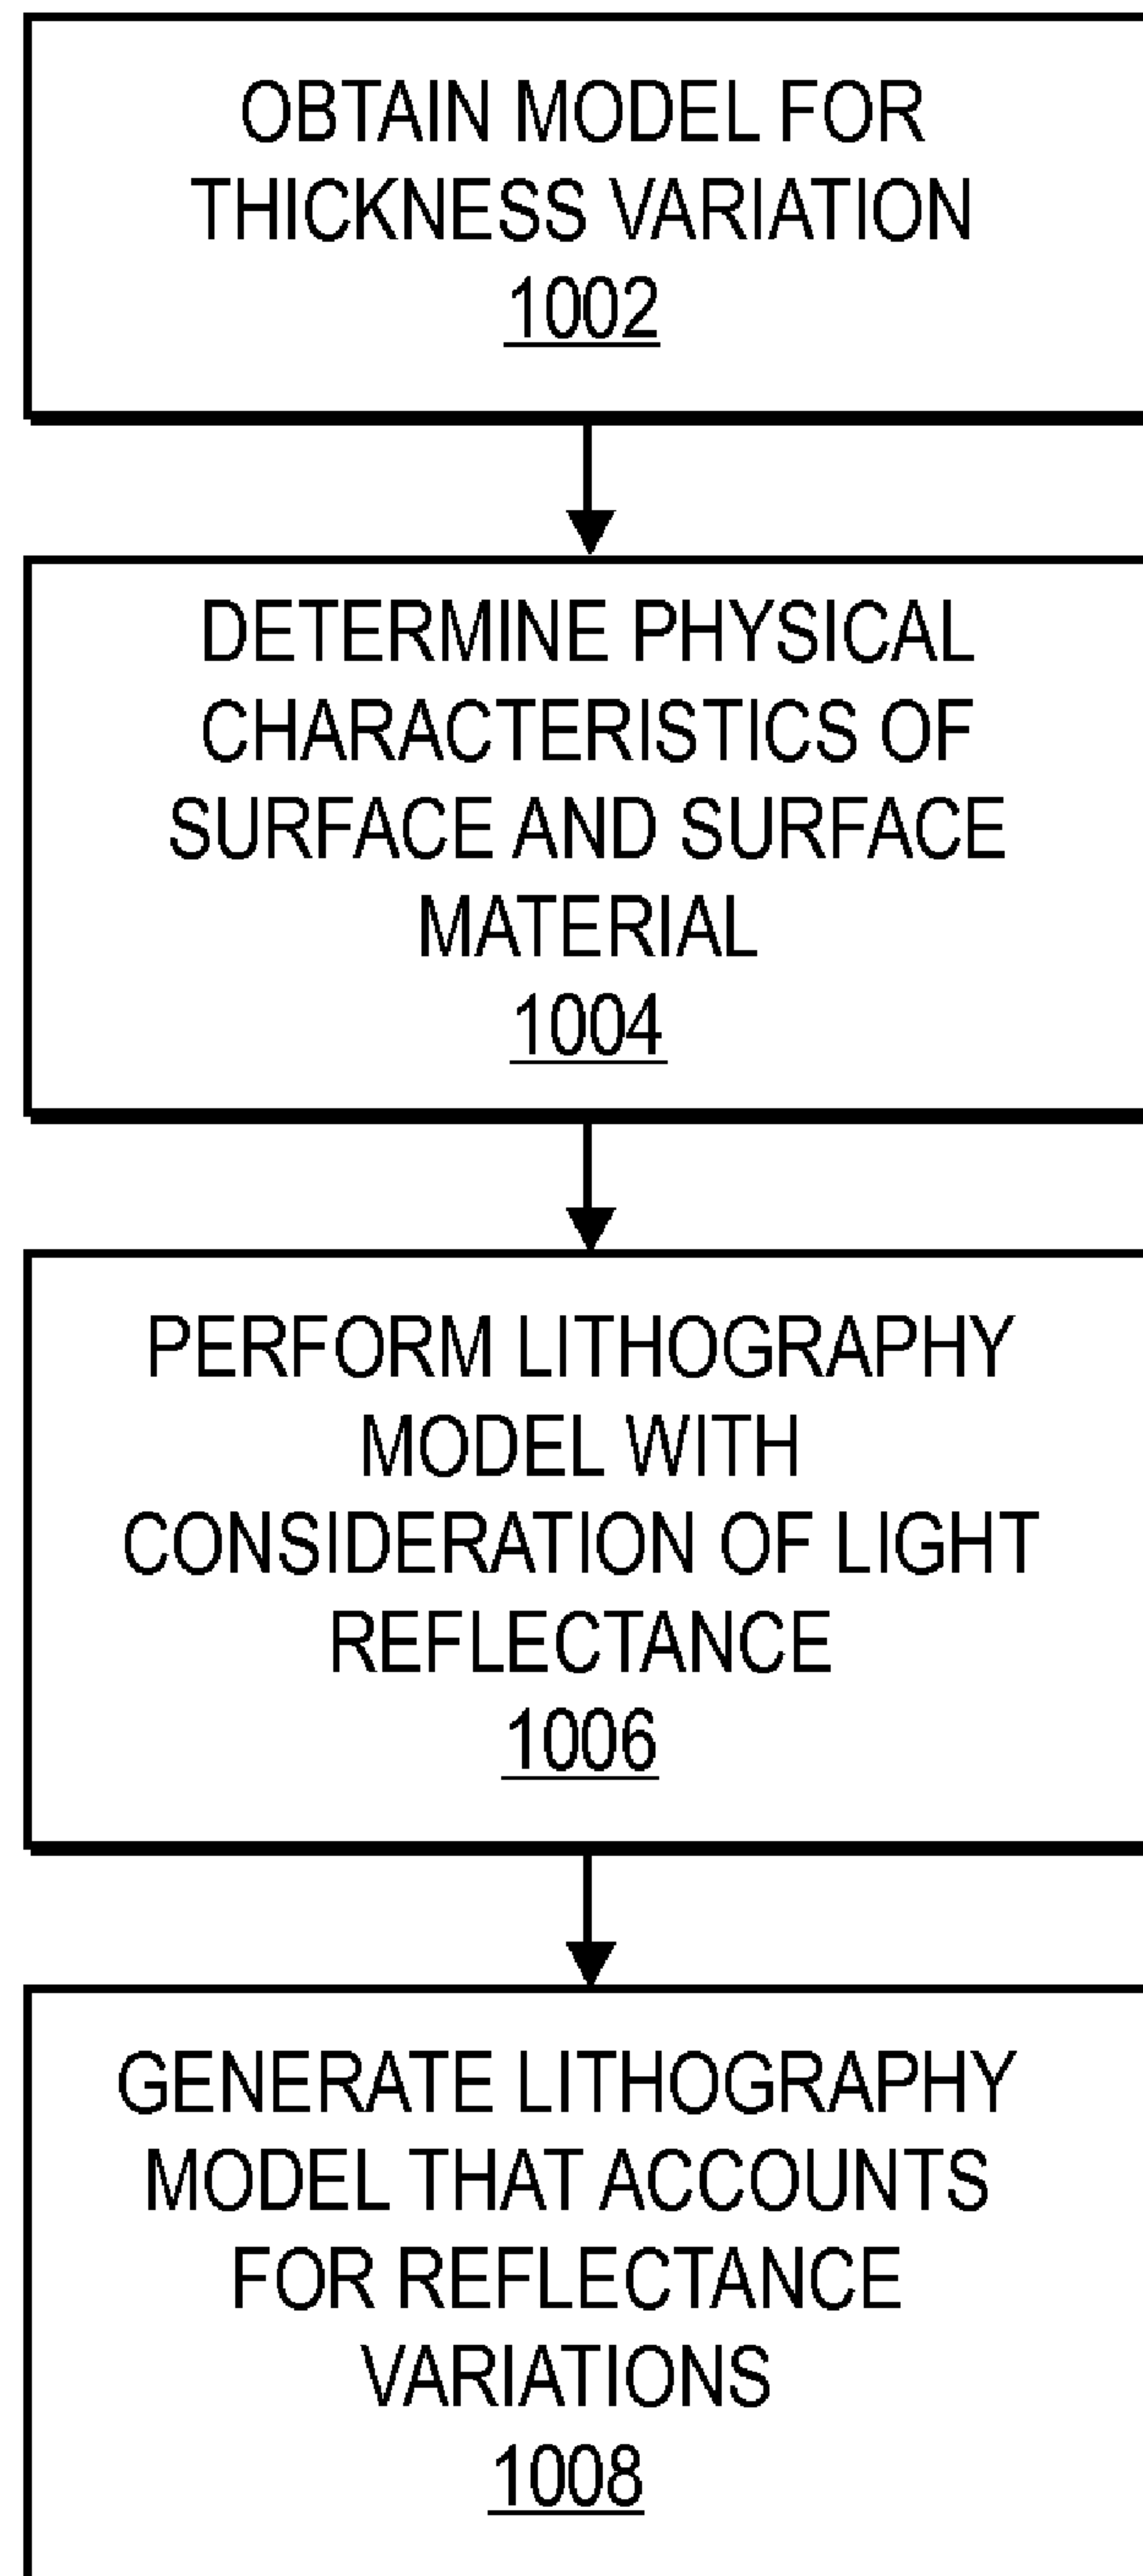 OBTAIN MODEL FOR
THICKNESS VARIATION
1002
DETERMINE PHYSICAL
CHARACTERISTICS OF
SURFACE AND SURFACE
MATERIAL
1004
PERFORM LITHOGRAPHY
MODEL WITH
CONSIDERATION OF LIGHT
REFLECTANCE
1006
GENERATE LITHOGRAPHY
MODEL THAT ACCOUNTS
FOR REFLECTANCE
VARIATIONS
1008